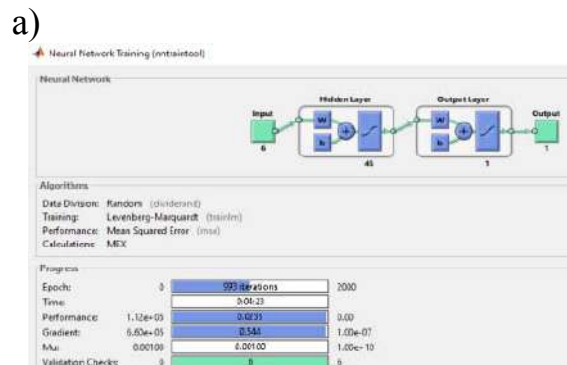 a)
Neural Network Training (nntraintool)
Neural Network
Hidden Layer Output Layer
Input Output
W W
b b
6 45 1 1
Algorithms
Data Division: Random (dividerand)
Training: Levenberg-Marquardt (trainlm)
Performance: Mean Squared Error (mse)
Calculations: MEX
Progress
Epoch: 0 993 iterations 2000
Time: 0:04:23
Performance: 1.12e+05 0.0235 0.00
Gradient: 6.60e+05 0.544 1.00e-07
Mu: 0.00100 0.00100 1.00e+10
Validation Checks: 0 6 6